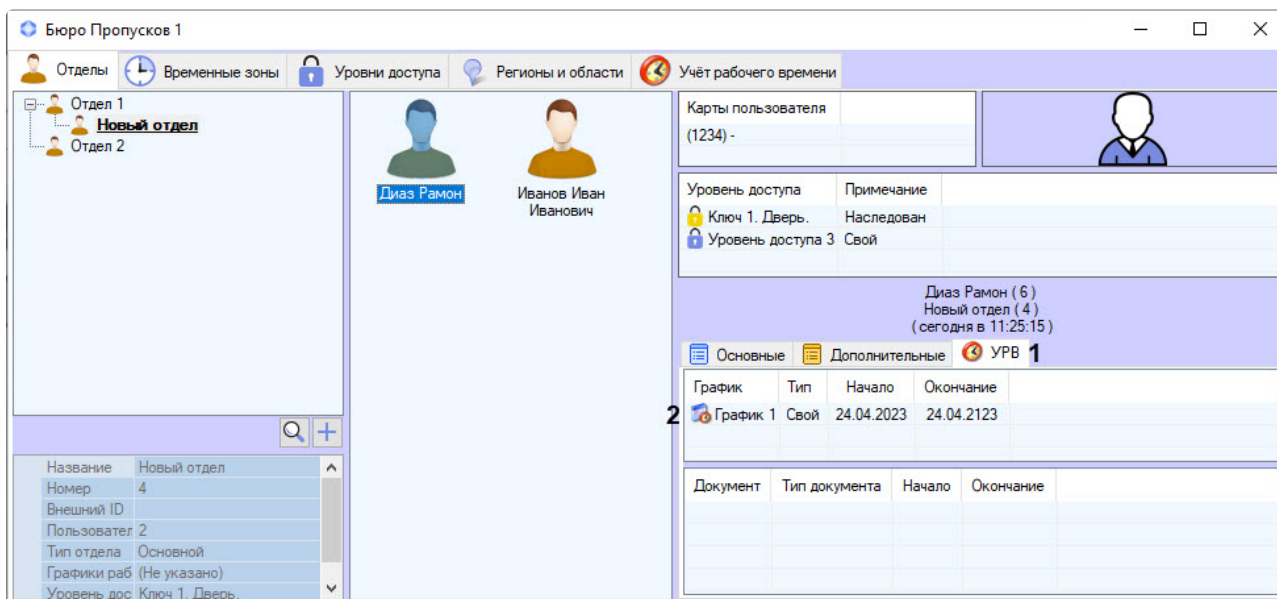 Бюро Пропусков 1
Отделы Временные зоны Уровни доступа Регионы и области Учёт рабочего времени
Отдел 1
Новый отдел
Отдел 2
Диаз Рамон
Иванов Иван
Иванович
Карты пользователя
(1234) -
Уровень доступа Примечание
Ключ 1. Дверь. Наследован
Уровень доступа 3 Свой
Диаз Рамон ( 6 )
Новый отдел ( 4 )
( сегодня в 11:25:15 )
Основные Дополнительные УРВ 1
График Тип Начало Окончание
2 График 1 Свой 24.04.2023 24.04.2123
Документ Тип документа Начало Окончание
Название Новый отдел
Номер 4
Внешний ID
Пользовател 2
Тип отдела Основной
Графики раб (Не указано)
Уровень дос Ключ 1. Дверь.